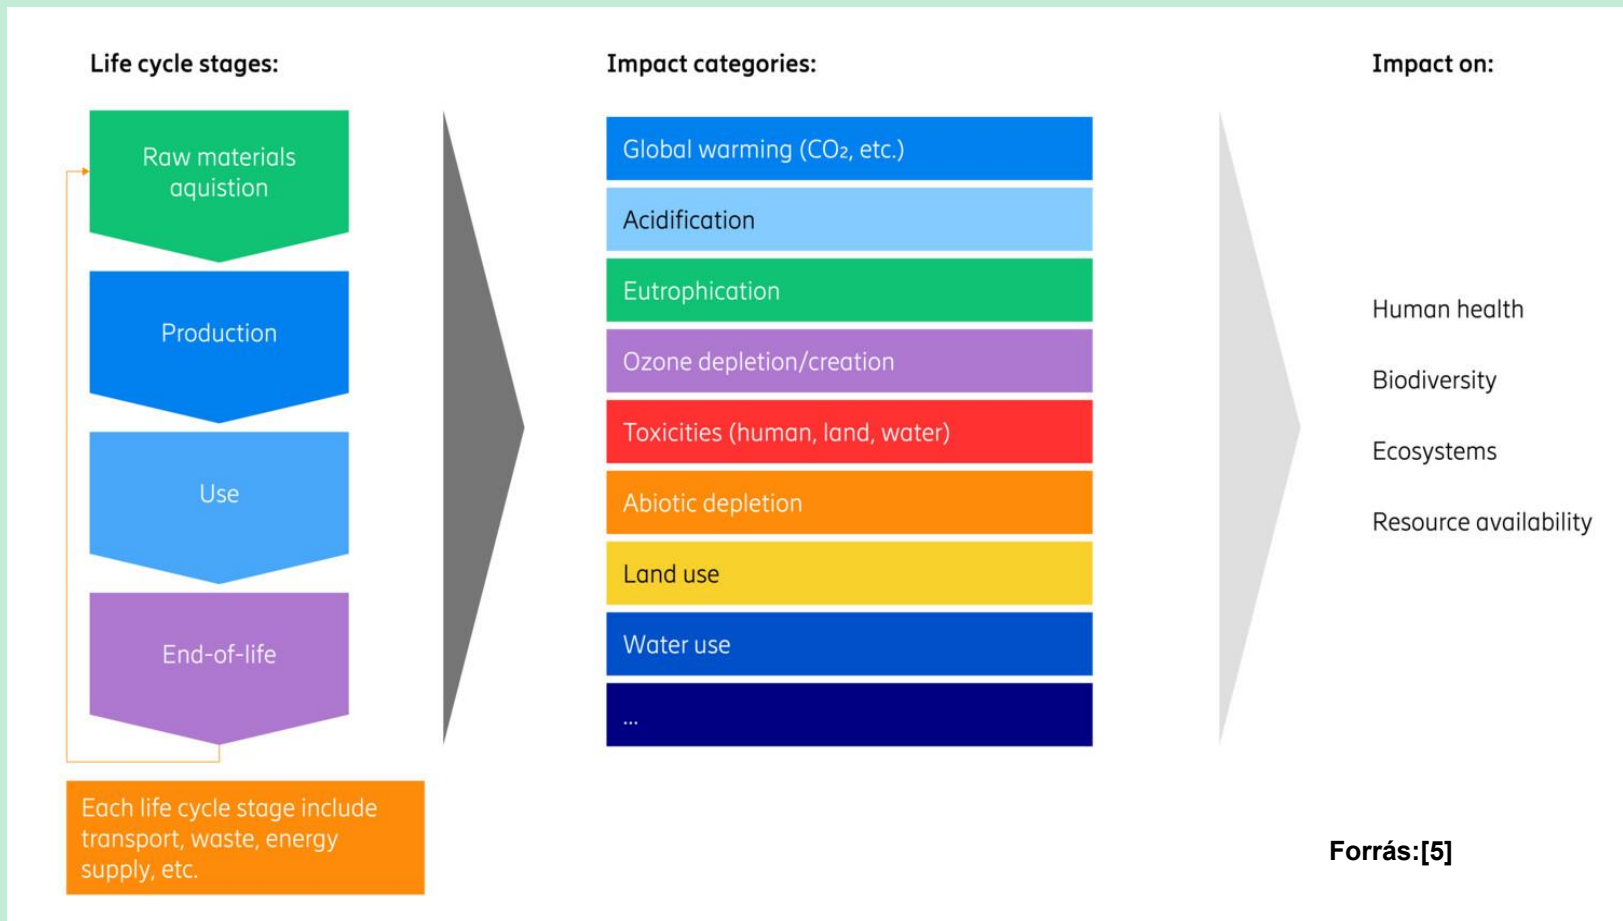 Life cycle stages:
Raw materials
aquistion
Production
Use
End-of-life
Each life cycle stage include
transport, waste, energy
supply, etc.
Impact categories:
Global warming (CO₂, etc.)
Acidification
Eutrophication
Ozone depletion/creation
Toxicities (human, land, water)
Abiotic depletion
Land use
Water use
...
Impact on:
Human health
Biodiversity
Ecosystems
Resource availability
Forrás:[5]